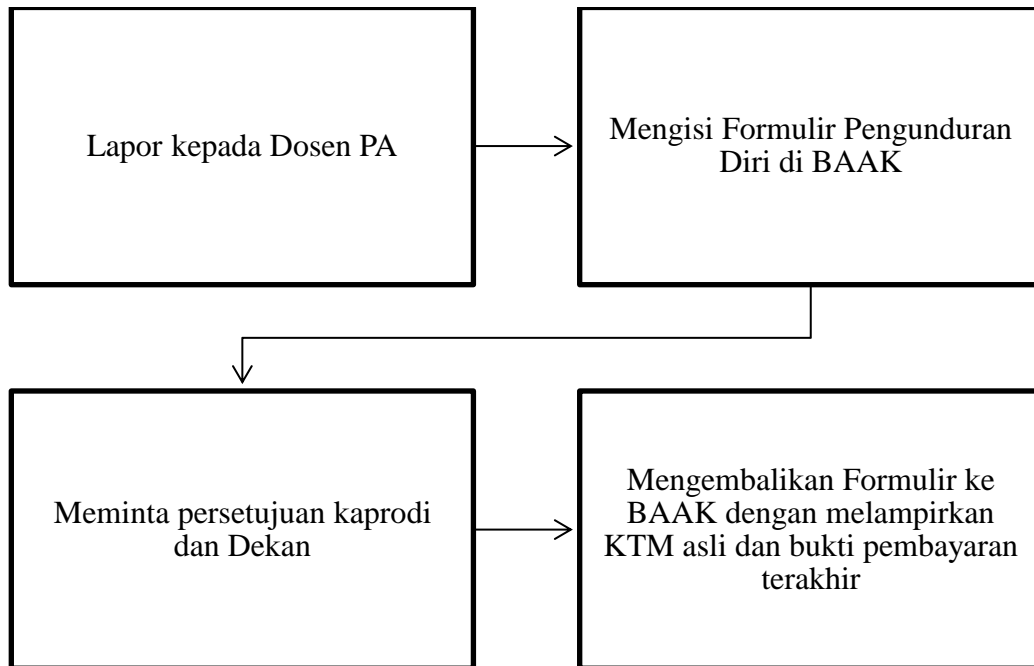 Lapor kepada Dosen PA
Mengisi Formulir Pengunduran
Diri di BAAK
Meminta persetujuan kaprodi
dan Dekan
Mengembalikan Formulir ke
BAAK dengan melampirkan
KTM asli dan bukti pembayaran
terakhir